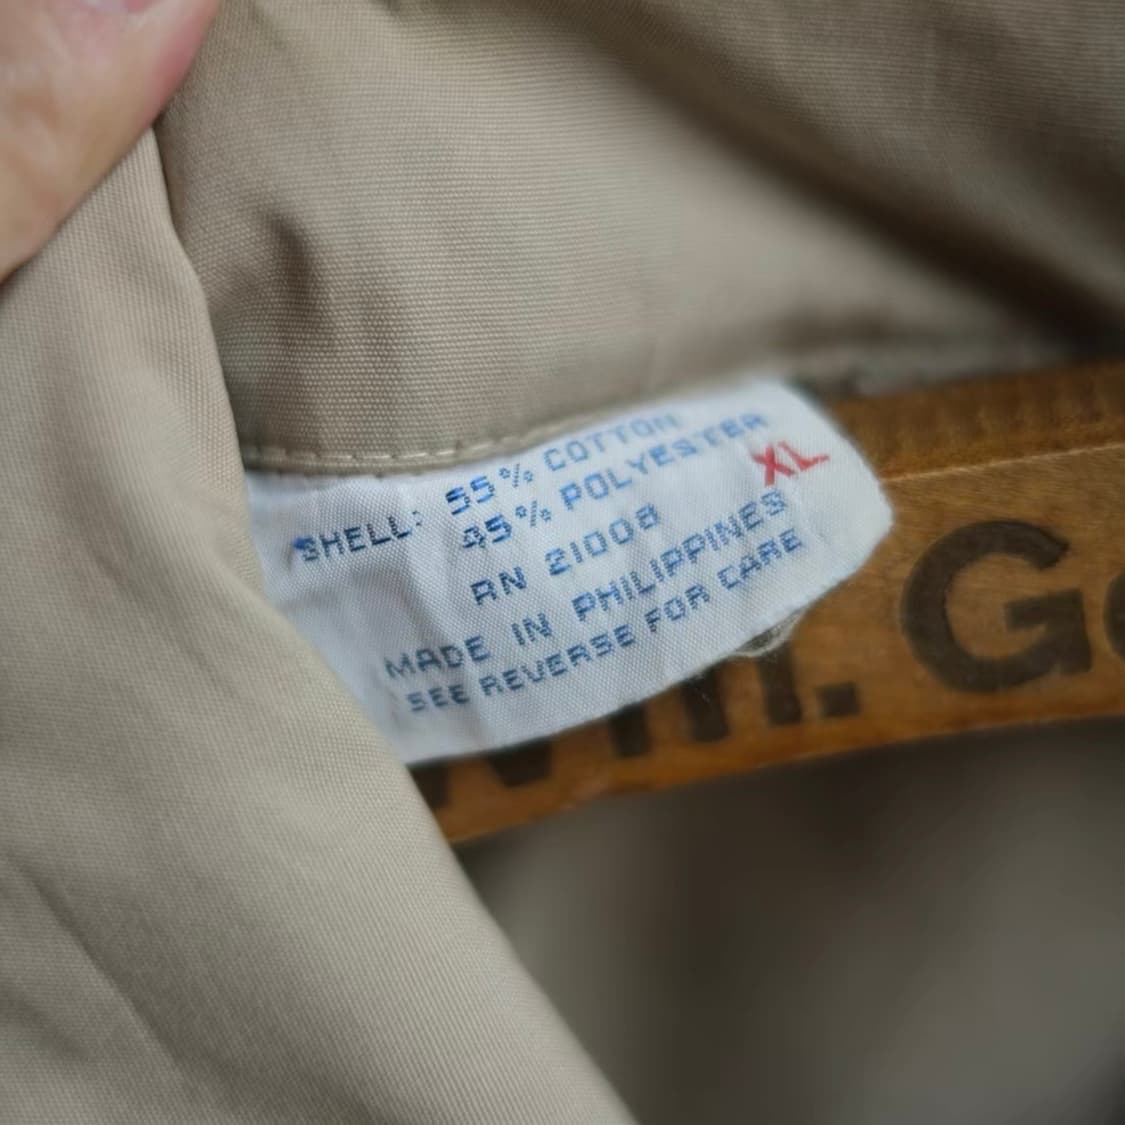 SHELL: 55% COTTON
45% POLYESTER
XL
RN 21008
MADE IN PHILIPPINES
SEE REVERSE FOR CARE
m. G